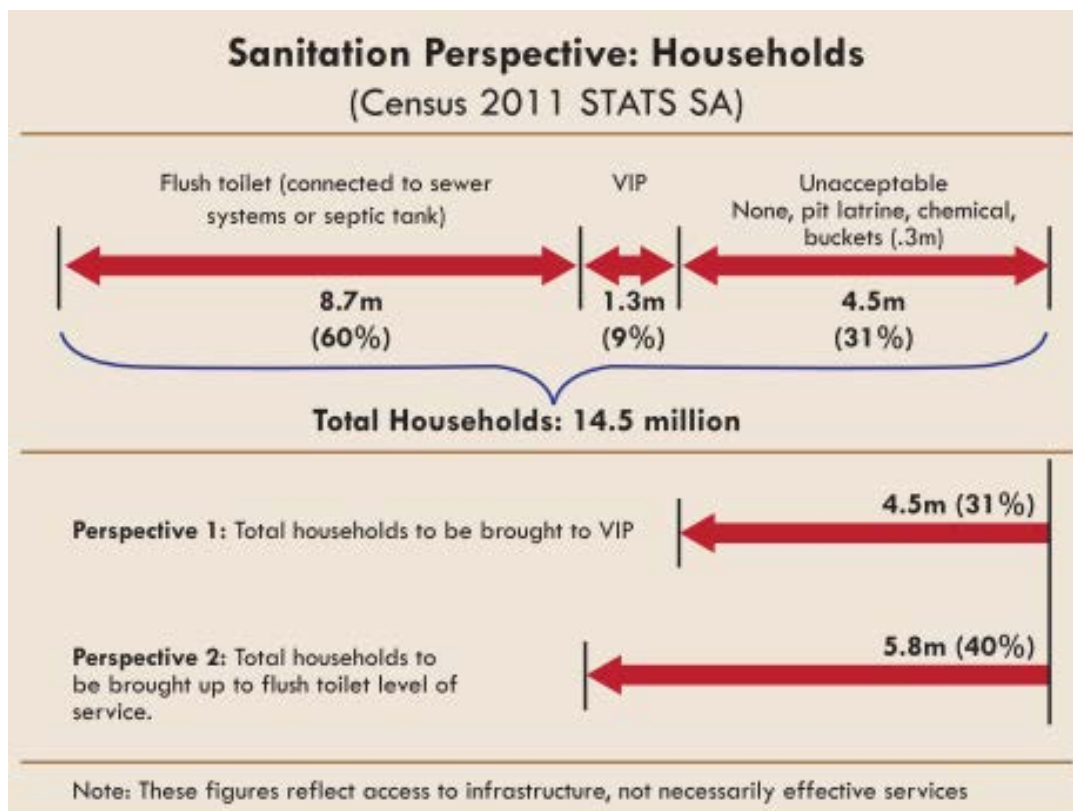 Sanitation Perspective: Households
(Census 2011 STATS SA)
Flush toilet (connected to sewer
systems or septic tank)
VIP
Unacceptable
None, pit latrine, chemical,
buckets (.3m)
8.7m
(60%)
1.3m
(9%)
4.5m
(31%)
Total Households: 14.5 million
4.5m (31%)
Perspective 1: Total households to be brought to VIP
5.8m (40%)
Perspective 2: Total households to
be brought up to flush toilet level of
service.
Note: These figures reflect access to infrastructure, not necessarily effective services